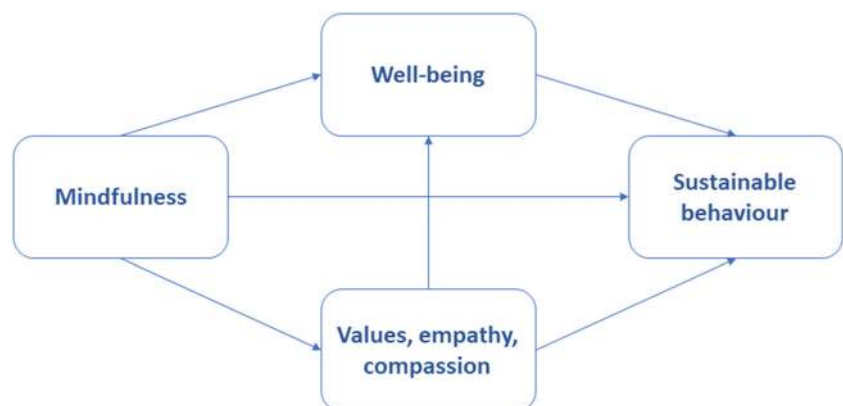 Well-being
Mindfulness
Sustainable
behaviour
Values, empathy,
compassion